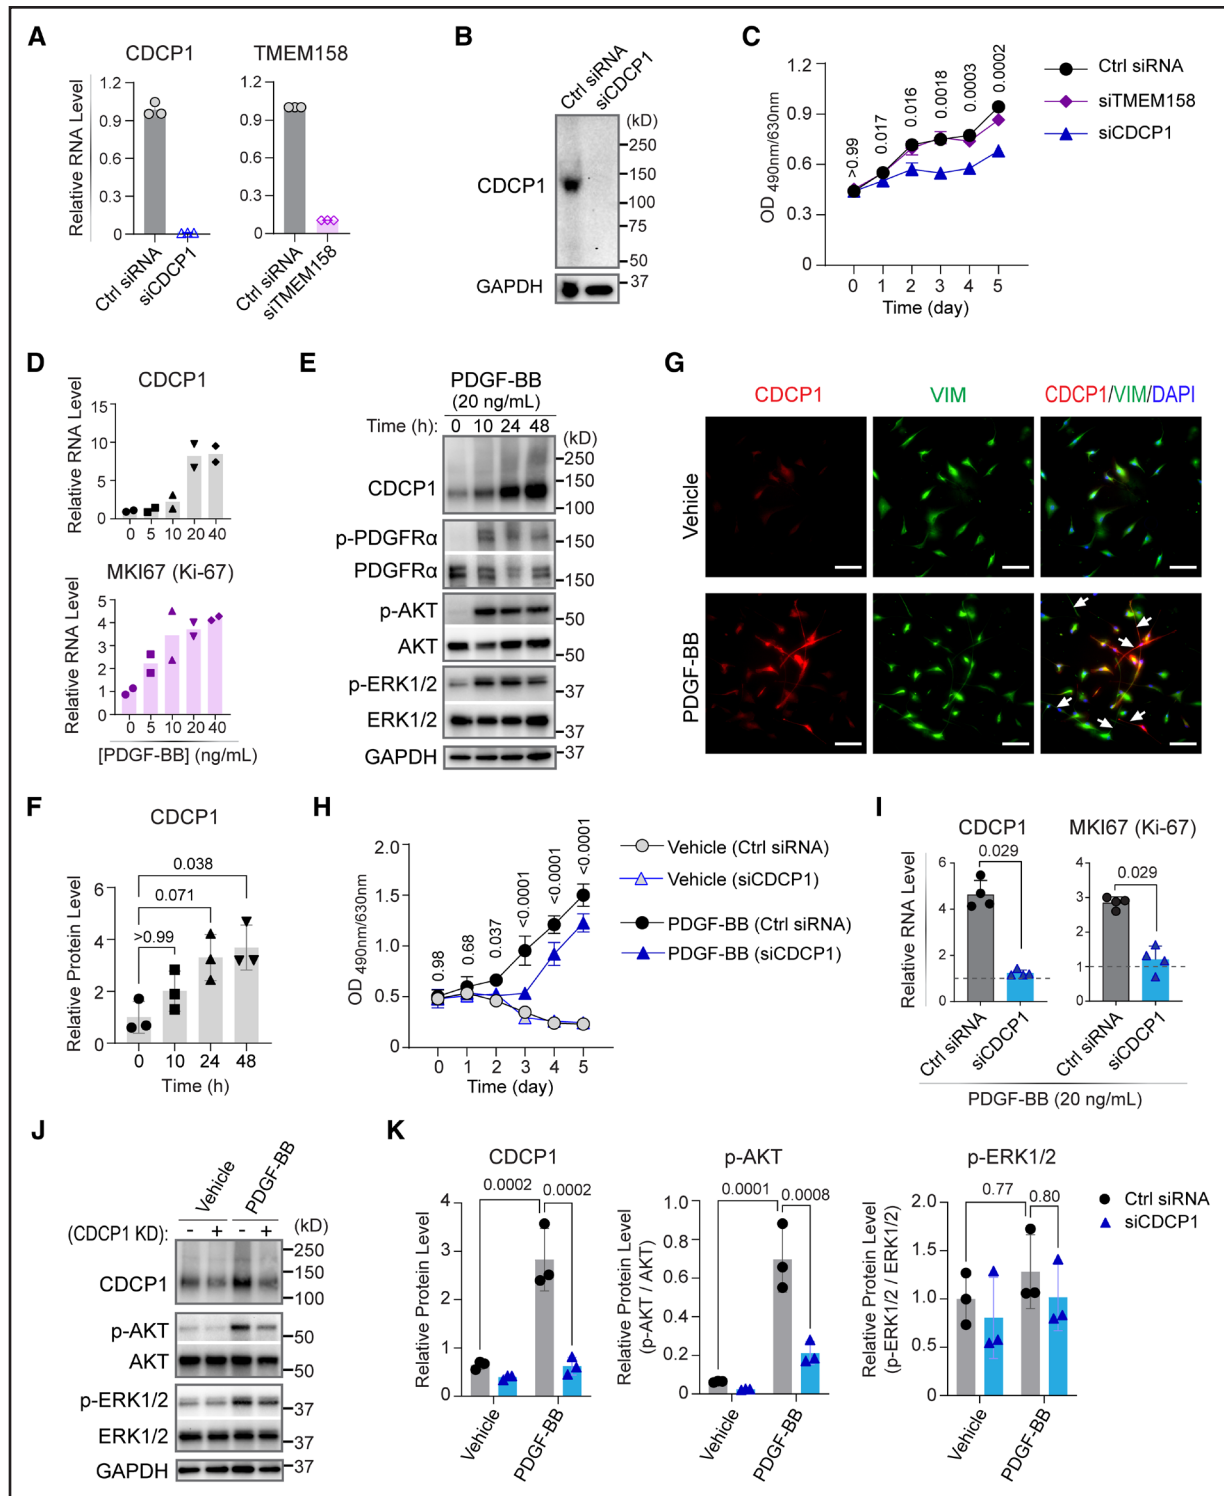 A
CDCP1
TMEM158
Relative RNA Level
1.2
0.9
0.6
0.3
0
1.2
0.9
0.6
0.3
0
Ctrl siRNA
siCDCP1
Ctrl siRNA
siTMEM158
B
Ctrl siRNA
siCDCP1
(kD)
250
150
CDCP1
100
75
50
37
GAPDH
C
1.2
0.9
0.6
0.3
0
OD 490nm/630nm
>0.99
0.017
0.016
0.0018
0.0003
0.0002
0 1 2 3 4 5
Time (day)
Ctrl siRNA
siTMEM158
siCDCP1
D
CDCP1
Relative RNA Level
15
10
5
0
0 5 10 20 40
MKI67 (Ki-67)
Relative RNA Level
5
4
3
2
1
0
0 5 10 20 40
[PDGF-BB] (ng/mL)
E
PDGF-BB
(20 ng/mL)
Time (h): 0 10 24 48
(kD)
250
150
CDCP1
100
p-PDGFRα
150
PDGFRα
150
p-AKT
50
AKT
50
p-ERK1/2
37
ERK1/2
37
GAPDH
37
G
CDCP1
VIM
CDCP1/VIM/DAPI
Vehicle
PDGF-BB
F
CDCP1
Relative Protein Level
0.038
0.071
>0.99
6
4
2
0
0 10 24 48
Time (h)
H
2.0
1.5
1.0
0.5
0
OD 490nm/630nm
0.98
0.68
0.037
<0.0001
<0.0001
<0.0001
0 1 2 3 4 5
Time (day)
Vehicle (Ctrl siRNA)
Vehicle (siCDCP1)
PDGF-BB (Ctrl siRNA)
PDGF-BB (siCDCP1)
I
CDCP1
MKI67 (Ki-67)
Relative RNA Level
0.029
6
4
2
0
0.029
4
3
2
1
0
Ctrl siRNA
siCDCP1
Ctrl siRNA
siCDCP1
PDGF-BB (20 ng/mL)
J
Vehicle
PDGF-BB
(CDCP1 KD): - + - +
(kD)
250
150
CDCP1
100
p-AKT
50
AKT
50
p-ERK1/2
37
ERK1/2
37
GAPDH
37
K
CDCP1
Relative Protein Level
0.0002
0.0002
4
3
2
1
0
Vehicle
PDGF-BB
p-AKT
Relative Protein Level
(p-AKT / AKT)
0.0001
0.0008
1.0
0.8
0.6
0.4
0.2
0
Vehicle
PDGF-BB
p-ERK1/2
Relative Protein Level
(p-ERK1/2 / ERK1/2)
0.77
0.80
2.0
1.5
1.0
0.5
0
Vehicle
PDGF-BB
Ctrl siRNA
siCDCP1